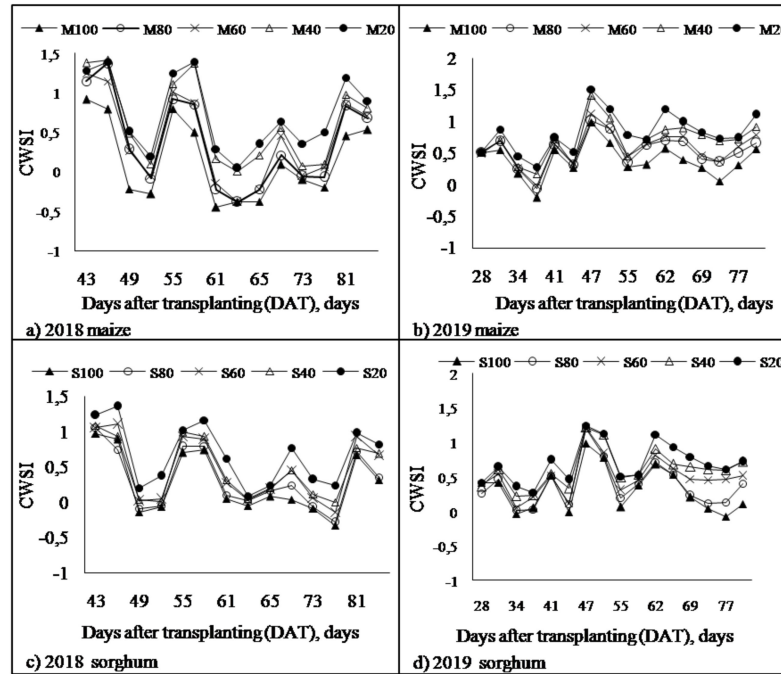 M100 M80 M60 M40 M20
1,5
1
0,5
0
-0,5
-1
CWSI
43 49 55 61 65 73 81
Days after transplanting (DAT), days
a) 2018 maize
M100 M80 M60 M40 M20
2
1,5
1
0,5
0
-0,5
-1
CWSI
28 34 41 47 55 62 69 77
Days after transplanting (DAT), days
b) 2019 maize
S100 S80 S60 S40 S20
1,5
1
0,5
0
-0,5
-1
CWSI
43 49 55 61 65 73 81
Days after transplanting (DAT), days
c) 2018 sorghum
S100 S80 S60 S40 S20
2
1,5
1
0,5
0
-0,5
-1
CWSI
28 34 41 47 55 62 69 77
Days after transplanting (DAT), days
d) 2019 sorghum